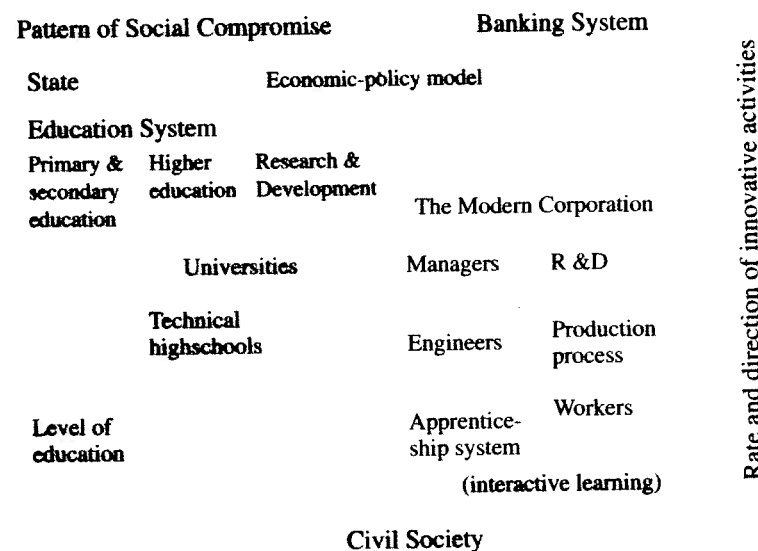 Pattern of Social Compromise
Banking System
State
Economic-policy model
Education System
Primary &
secondary
education
Higher
education
Research &
Development
The Modern Corporation
Universities
Managers
R &D
Technical
highschools
Engineers
Production
process
Level of
education
Apprentice-
ship system
Workers
(interactive learning)
Civil Society
Rate and direction of innovative activities